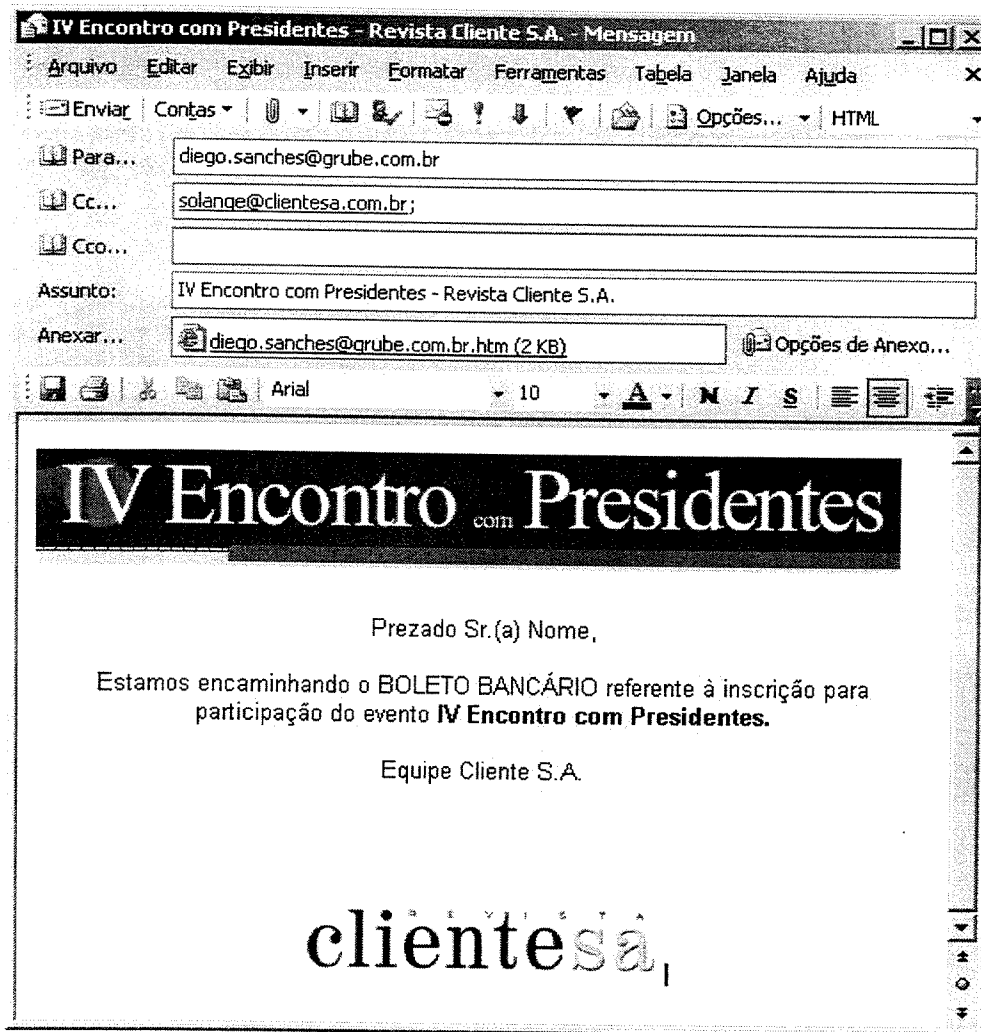 IV Encontro com Presidentes - Revista Cliente S.A. - Mensagem
Arquivo Editar Exibir Inserir Formatar Ferramentas Tabela Janela Ajuda
Enviar Contas Opções... HTML
Para... diego.sanches@grube.com.br
Cc... solange@clientesa.com.br;
Cco...
Assunto: IV Encontro com Presidentes - Revista Cliente S.A.
Anexar... diego.sanches@grube.com.br.htm (2 KB) Opções de Anexo...
Arial 10 A N I S
IV Encontro com Presidentes
Prezado Sr.(a) Nome,
Estamos encaminhando o BOLETO BANCÁRIO referente à inscrição para
participação do evento IV Encontro com Presidentes.
Equipe Cliente S.A.
clientesa